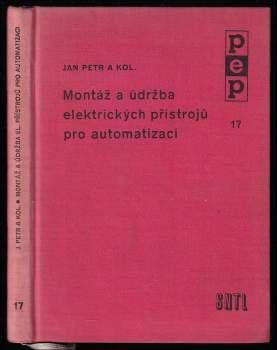 J. PETR A KOL. ● MONTÁŽ A ÚDRŽBA EL. PŘÍSTROJŮ PRO AUTOMATIZACI
17
JAN PETR A KOL.
Montáž a údržba
elektrických přístrojů
pro automatizaci
pep
17
SNTL